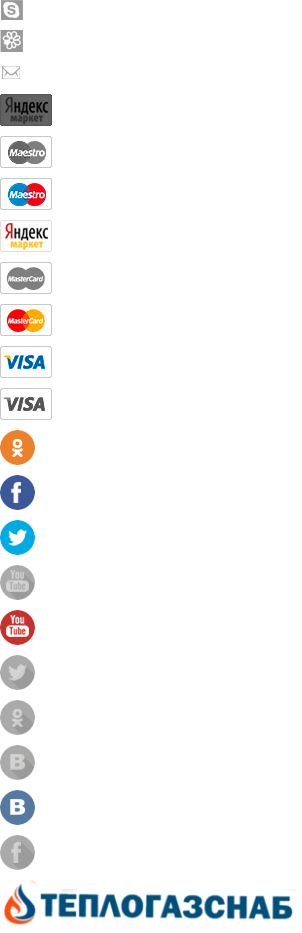 Яндекс
маркет
Maestro
Maestro
Яндекс
маркет
MasterCard
MasterCard
VISA
VISA
You
Tube
You
Tube
ТЕПЛОГАЗСНАБ